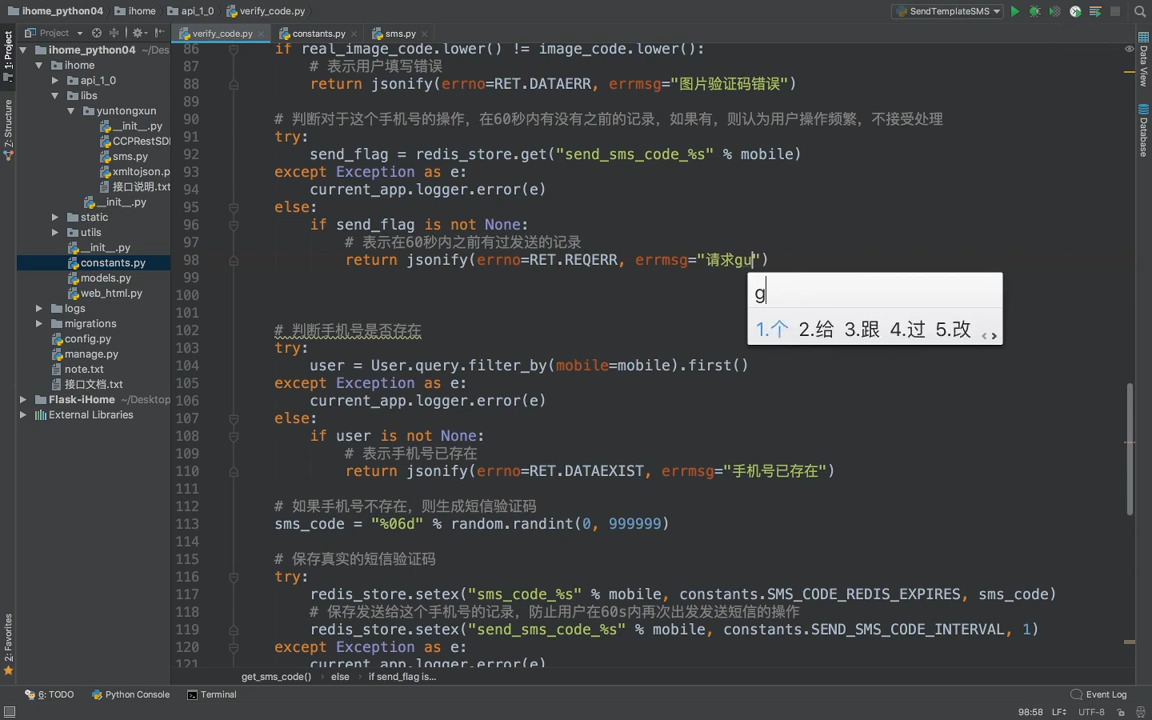 ihome_python04 ihome api_1_0 verify_code.py SendTemplateSMS
Project verify_code.py constants.py sms.py
1: Project
Z: Structure
2: Favorites
ihome_python04 ~/Des
ihome
api_1_0
libs
yuntongxun
__init__.py
CCPRestSDI
sms.py
xmltojson.p
接口说明.txt
__init__.py
static
utils
__init__.py
constants.py
models.py
web_html.py
logs
migrations
config.py
manage.py
note.txt
接口文档.txt
Flask-iHome ~/Desktop
External Libraries
86 if real_image_code.lower() != image_code.lower():
87 # 表示用户填写错误
88 return jsonify(errno=RET.DATAERR, errmsg="图片验证码错误")
89
90 # 判断对于这个手机号的操作，在60秒内有没有之前的记录，如果有，则认为用户操作频繁，不接受处理
91 try:
92 send_flag = redis_store.get("send_sms_code_%s" % mobile)
93 except Exception as e:
94 current_app.logger.error(e)
95 else:
96 if send_flag is not None:
97 # 表示在60秒内之前有过发送的记录
98 return jsonify(errno=RET.REQERR, errmsg="请求gu")
99
100
101
102 # 判断手机号是否存在
103 try:
104 user = User.query.filter_by(mobile=mobile).first()
105 except Exception as e:
106 current_app.logger.error(e)
107 else:
108 if user is not None:
109 # 表示手机号已存在
110 return jsonify(errno=RET.DATAEXIST, errmsg="手机号已存在")
111
112 # 如果手机号不存在，则生成短信验证码
113 sms_code = "%06d" % random.randint(0, 999999)
114
115 # 保存真实的短信验证码
116 try:
117 redis_store.setex("sms_code_%s" % mobile, constants.SMS_CODE_REDIS_EXPIRES, sms_code)
118 # 保存发送给这个手机号的记录，防止用户在60s内再次出发发送短信的操作
119 redis_store.setex("send_sms_code_%s" % mobile, constants.SEND_SMS_CODE_INTERVAL, 1)
120 except Exception as e:
121 current_app.logger.error(e)
g
1.个 2.给 3.跟 4.过 5.改
Data View
Database
get_sms_code() else if send_flag is...
6: TODO Python Console Terminal Event Log
98:58 LF UTF-8